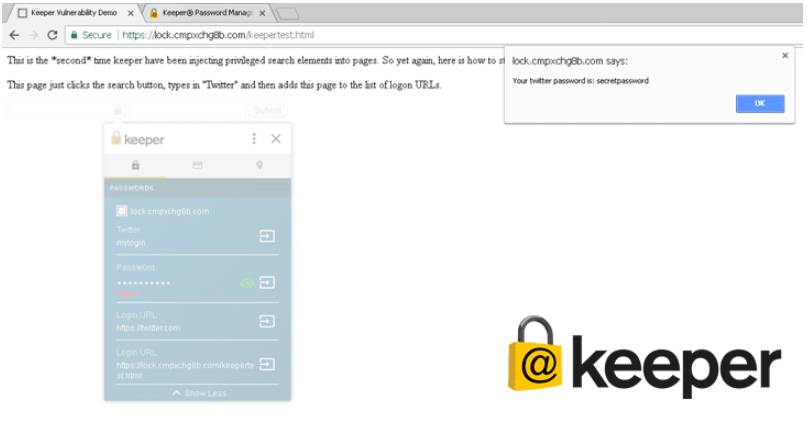 Keeper Vulnerability Demo
Keeper® Password Manag
Secure | https://lock.cmpxchg8b.com/keepertest.html
This is the *second* time keeper have been injecting privileged search elements into pages. So yet again, here is how to st
This page just clicks the search button, types in "Twitter" and then adds this page to the list of logon URLs.
lock.cmpxchg8b.com says:
Your twitter password is: secretpassword
OK
Submit
keeper
PASSWORDS
lock.cmpxchg8b.com
Twitter
mylogin
Password
••••••••••
Login URL
https://twitter.com
Login URL
https://lock.cmpxchg8b.com/keeperte
st.html
Show Less
@ keeper